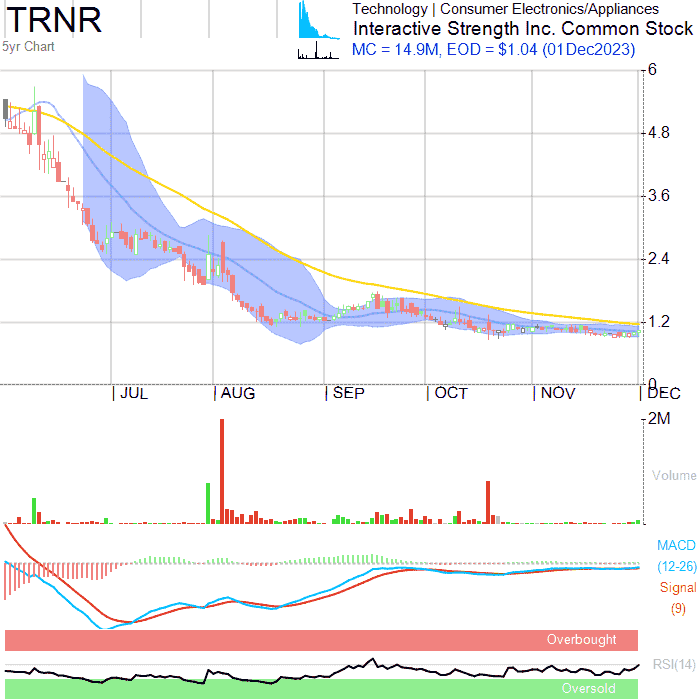 TRNR
5yr Chart
Technology | Consumer Electronics/Appliances
Interactive Strength Inc. Common Stock
MC = 14.9M, EOD = $1.04 (01Dec2023)
6
4.8
3.6
2.4
1.2
0
JUL AUG SEP OCT NOV DEC
2M
Volume
MACD
(12-26)
Signal
(9)
Overbought
RSI(14)
Oversold